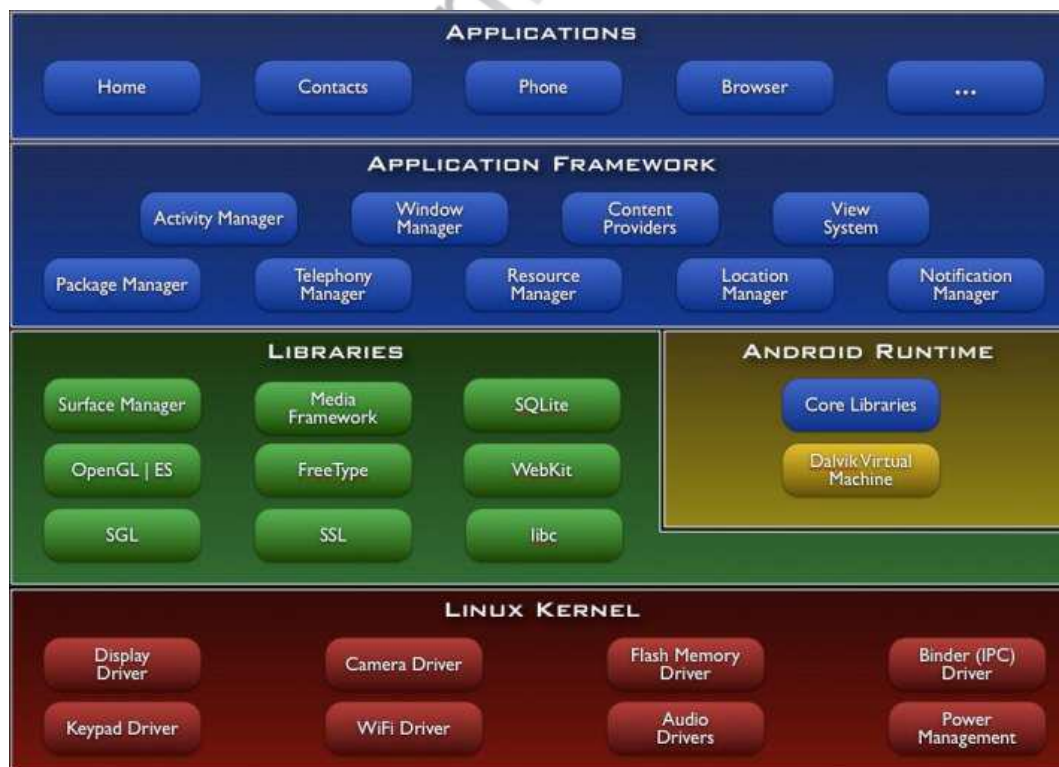 APPLICATIONS
Home
Contacts
Phone
Browser
...
APPLICATION FRAMEWORK
Activity Manager
Window
Manager
Content
Providers
View
System
Package Manager
Telephony
Manager
Resource
Manager
Location
Manager
Notification
Manager
LIBRARIES
Surface Manager
Media
Framework
SQLite
OpenGL | ES
FreeType
WebKit
SGL
SSL
libc
ANDROID RUNTIME
Core Libraries
Dalvik Virtual
Machine
LINUX KERNEL
Display
Driver
Camera Driver
Flash Memory
Driver
Binder (IPC)
Driver
Keypad Driver
WiFi Driver
Audio
Drivers
Power
Management